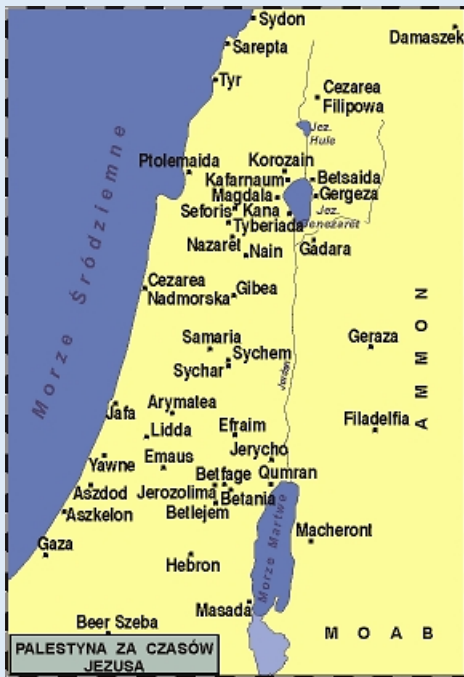 Sydon
Damaszek
Sarepta
Tyr
Cezarea
Filipowa
Jez.
Hule
Ptolemaida
Korozain
Kafarnaum
Betsaida
Magdala
Gergeza
Seforis
Kana
Jez.
Genezaret
Tyberiada
Nazaret
Gadara
Nain
Cezarea
Nadmorska
Gibea
Morze Śródziemne
Samaria
Sychem
Sychar
Geraza
AMMON
Jordan
Jafa
Arymatea
Lidda
Efraim
Filadelfia
Yawne
Emaus
Jerycho
Betfage
Qumran
Aszdod
Jerozolima
Betania
Aszkelon
Betlejem
Morze Martwe
Macheront
Gaza
Hebron
Masada
Beer Szeba
MOAB
PALESTYNA ZA CZASÓW
JEZUSA